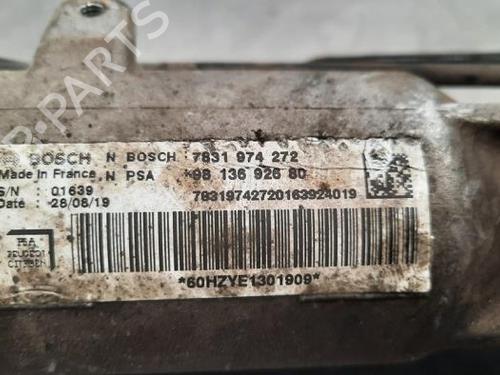 BOSCH N BOSCH 7831 974 272
Made in France N PSA *98 136 926 80
S/N : 01639 78319742720163924019
Date : 28/08/19
PSA
PEUGEOT
CITROEN
*60HZYE1301909*
B-PARTS